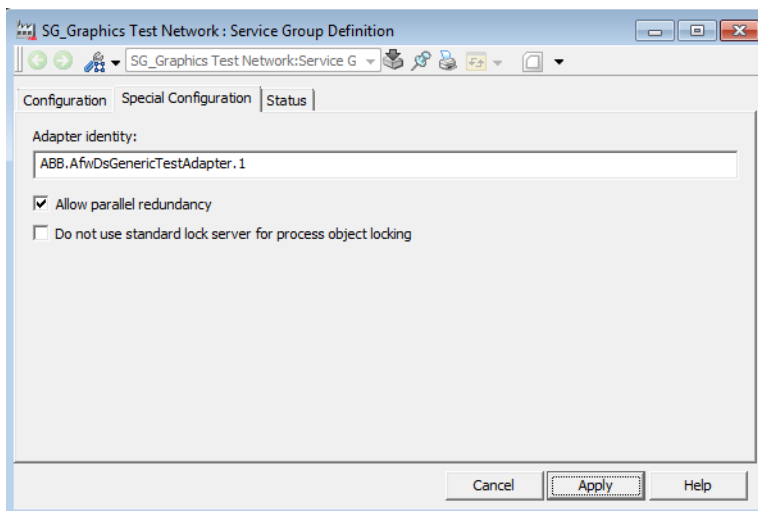 SG_Graphics Test Network : Service Group Definition
SG_Graphics Test Network:Service G
Configuration Special Configuration Status
Adapter identity:
ABB.AfwDsGenericTestAdapter.1
Allow parallel redundancy
Do not use standard lock server for process object locking
Cancel Apply Help